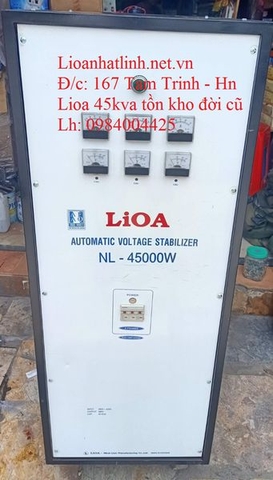 Lioanhatlinh.net.vn
Đ/c: 167 Tam Trinh - Hn
Lioa 45kva tồn kho đời cũ
Lh: 0984004425
LiOA
AUTOMATIC VOLTAGE STABILIZER
NL - 45000W